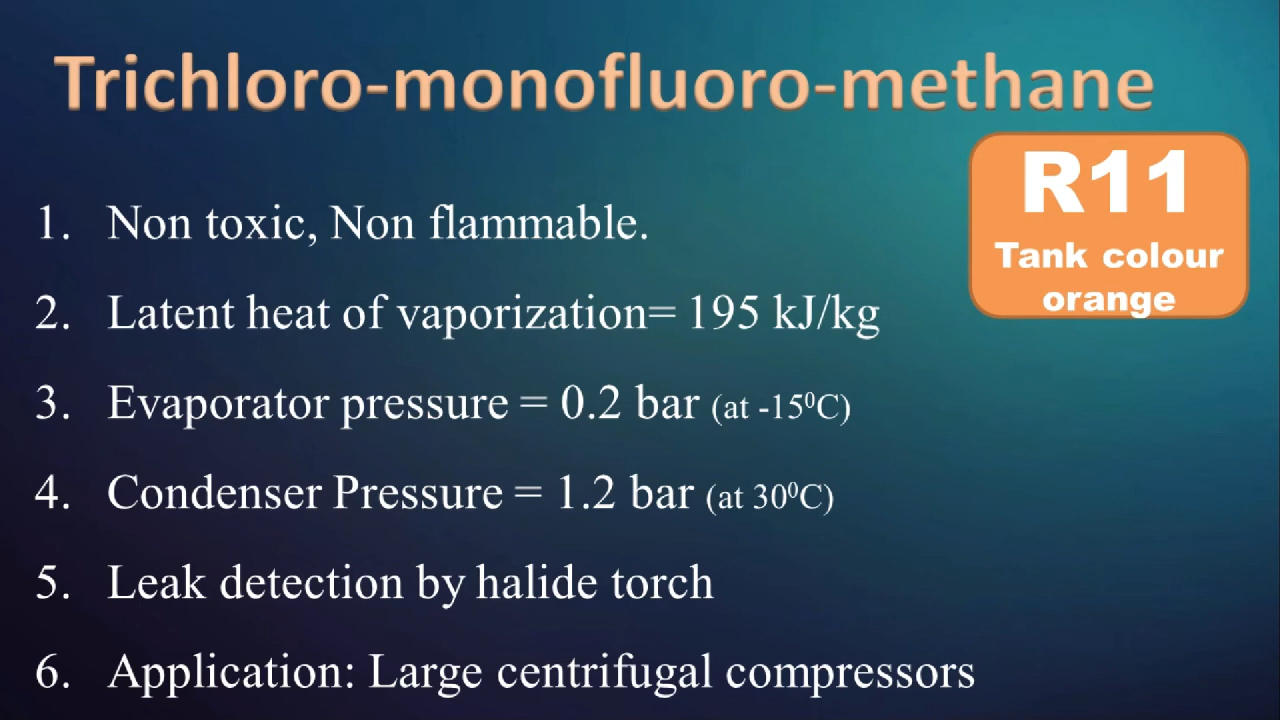 Trichloro-monofluoro-methane
R11
Tank colour
orange
1. Non toxic, Non flammable.
2. Latent heat of vaporization= 195 kJ/kg
3. Evaporator pressure = 0.2 bar (at -15⁰C)
4. Condenser Pressure = 1.2 bar (at 30⁰C)
5. Leak detection by halide torch
6. Application: Large centrifugal compressors